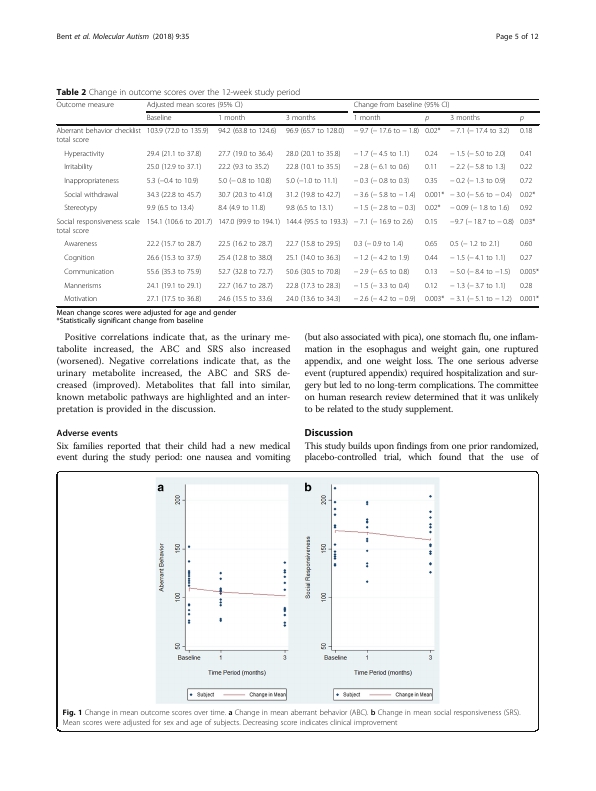 Bent et al. Molecular Autism (2018) 9:35
Page 5 of 12
Table 2 Change in outcome scores over the 12-week study period
Outcome measure Adjusted mean scores (95% CI) Change from baseline (95% CI)
Baseline 1 month 3 months 1 month p 3 months p
Aberrant behavior checklist 103.9 (72.0 to 135.9) 94.2 (63.8 to 124.6) 96.9 (65.7 to 128.0) − 9.7 (− 17.6 to − 1.8) 0.02* − 7.1 (− 17.4 to 3.2) 0.18
total score
Hyperactivity 29.4 (21.1 to 37.8) 27.7 (19.0 to 36.4) 28.0 (20.1 to 35.8) − 1.7 (− 4.5 to 1.1) 0.24 − 1.5 (− 5.0 to 2.0) 0.41
Irritability 25.0 (12.9 to 37.1) 22.2 (9.3 to 35.2) 22.8 (10.1 to 35.5) − 2.8 (− 6.1 to 0.6) 0.11 − 2.2 (− 5.8 to 1.3) 0.22
Inappropriateness 5.3 (−0.4 to 10.9) 5.0 (− 0.8 to 10.8) 5.0 (−1.0 to 11.1) − 0.3 (− 0.8 to 0.3) 0.35 − 0.2 (− 1.3 to 0.9) 0.72
Social withdrawal 34.3 (22.8 to 45.7) 30.7 (20.3 to 41.0) 31.2 (19.8 to 42.7) − 3.6 (− 5.8 to − 1.4) 0.001* − 3.0 (− 5.6 to − 0.4) 0.02*
Stereotypy 9.9 (6.5 to 13.4) 8.4 (4.9 to 11.8) 9.8 (6.5 to 13.1) − 1.5 (− 2.8 to − 0.3) 0.02* − 0.09 (− 1.8 to 1.6) 0.92
Social responsiveness scale 154.1 (106.6 to 201.7) 147.0 (99.9 to 194.1) 144.4 (95.5 to 193.3) − 7.1 (− 16.9 to 2.6) 0.15 −9.7 (− 18.7 to − 0.8) 0.03*
total score
Awareness 22.2 (15.7 to 28.7) 22.5 (16.2 to 28.7) 22.7 (15.8 to 29.5) 0.3 (−0.9 to 1.4) 0.65 0.5 (− 1.2 to 2.1) 0.60
Cognition 26.6 (15.3 to 37.9) 25.4 (12.8 to 38.0) 25.1 (14.0 to 36.3) − 1.2 (− 4.2 to 1.9) 0.44 − 1.5 (− 4.1 to 1.1) 0.27
Communication 55.6 (35.3 to 75.9) 52.7 (32.8 to 72.7) 50.6 (30.5 to 70.8) − 2.9 (− 6.5 to 0.8) 0.13 − 5.0 (− 8.4 to −1.5) 0.005*
Mannerisms 24.1 (19.1 to 29.1) 22.7 (16.7 to 28.7) 22.8 (17.3 to 28.3) − 1.5 (− 3.3 to 0.4) 0.12 − 1.3 (− 3.7 to 1.1) 0.28
Motivation 27.1 (17.5 to 36.8) 24.6 (15.5 to 33.6) 24.0 (13.6 to 34.3) − 2.6 (− 4.2 to − 0.9) 0.003* − 3.1 (− 5.1 to − 1.2) 0.001*
Mean change scores were adjusted for age and gender
*Statistically significant change from baseline
Positive correlations indicate that, as the urinary me-
tabolite increased, the ABC and SRS also increased
(worsened). Negative correlations indicate that, as the
urinary metabolite increased, the ABC and SRS de-
creased (improved). Metabolites that fall into similar,
known metabolic pathways are highlighted and an inter-
pretation is provided in the discussion.
Adverse events
Six families reported that their child had a new medical
event during the study period: one nausea and vomiting
(but also associated with pica), one stomach flu, one inflam-
mation in the esophagus and weight gain, one ruptured
appendix, and one weight loss. The one serious adverse
event (ruptured appendix) required hospitalization and sur-
gery but led to no long-term complications. The committee
on human research review determined that it was unlikely
to be related to the study supplement.
Discussion
This study builds upon findings from one prior randomized,
placebo-controlled trial, which found that the use of
a
Aberrant Behavior
200
150
100
50
Baseline 1 3
Time Period (months)
Subject Change in Mean
b
Social Responsiveness
200
150
100
50
Baseline 1 3
Time Period (months)
Subject Change in Mean
Fig. 1 Change in mean outcome scores over time. a Change in mean aberrant behavior (ABC). b Change in mean social responsiveness (SRS).
Mean scores were adjusted for sex and age of subjects. Decreasing score indicates clinical improvement